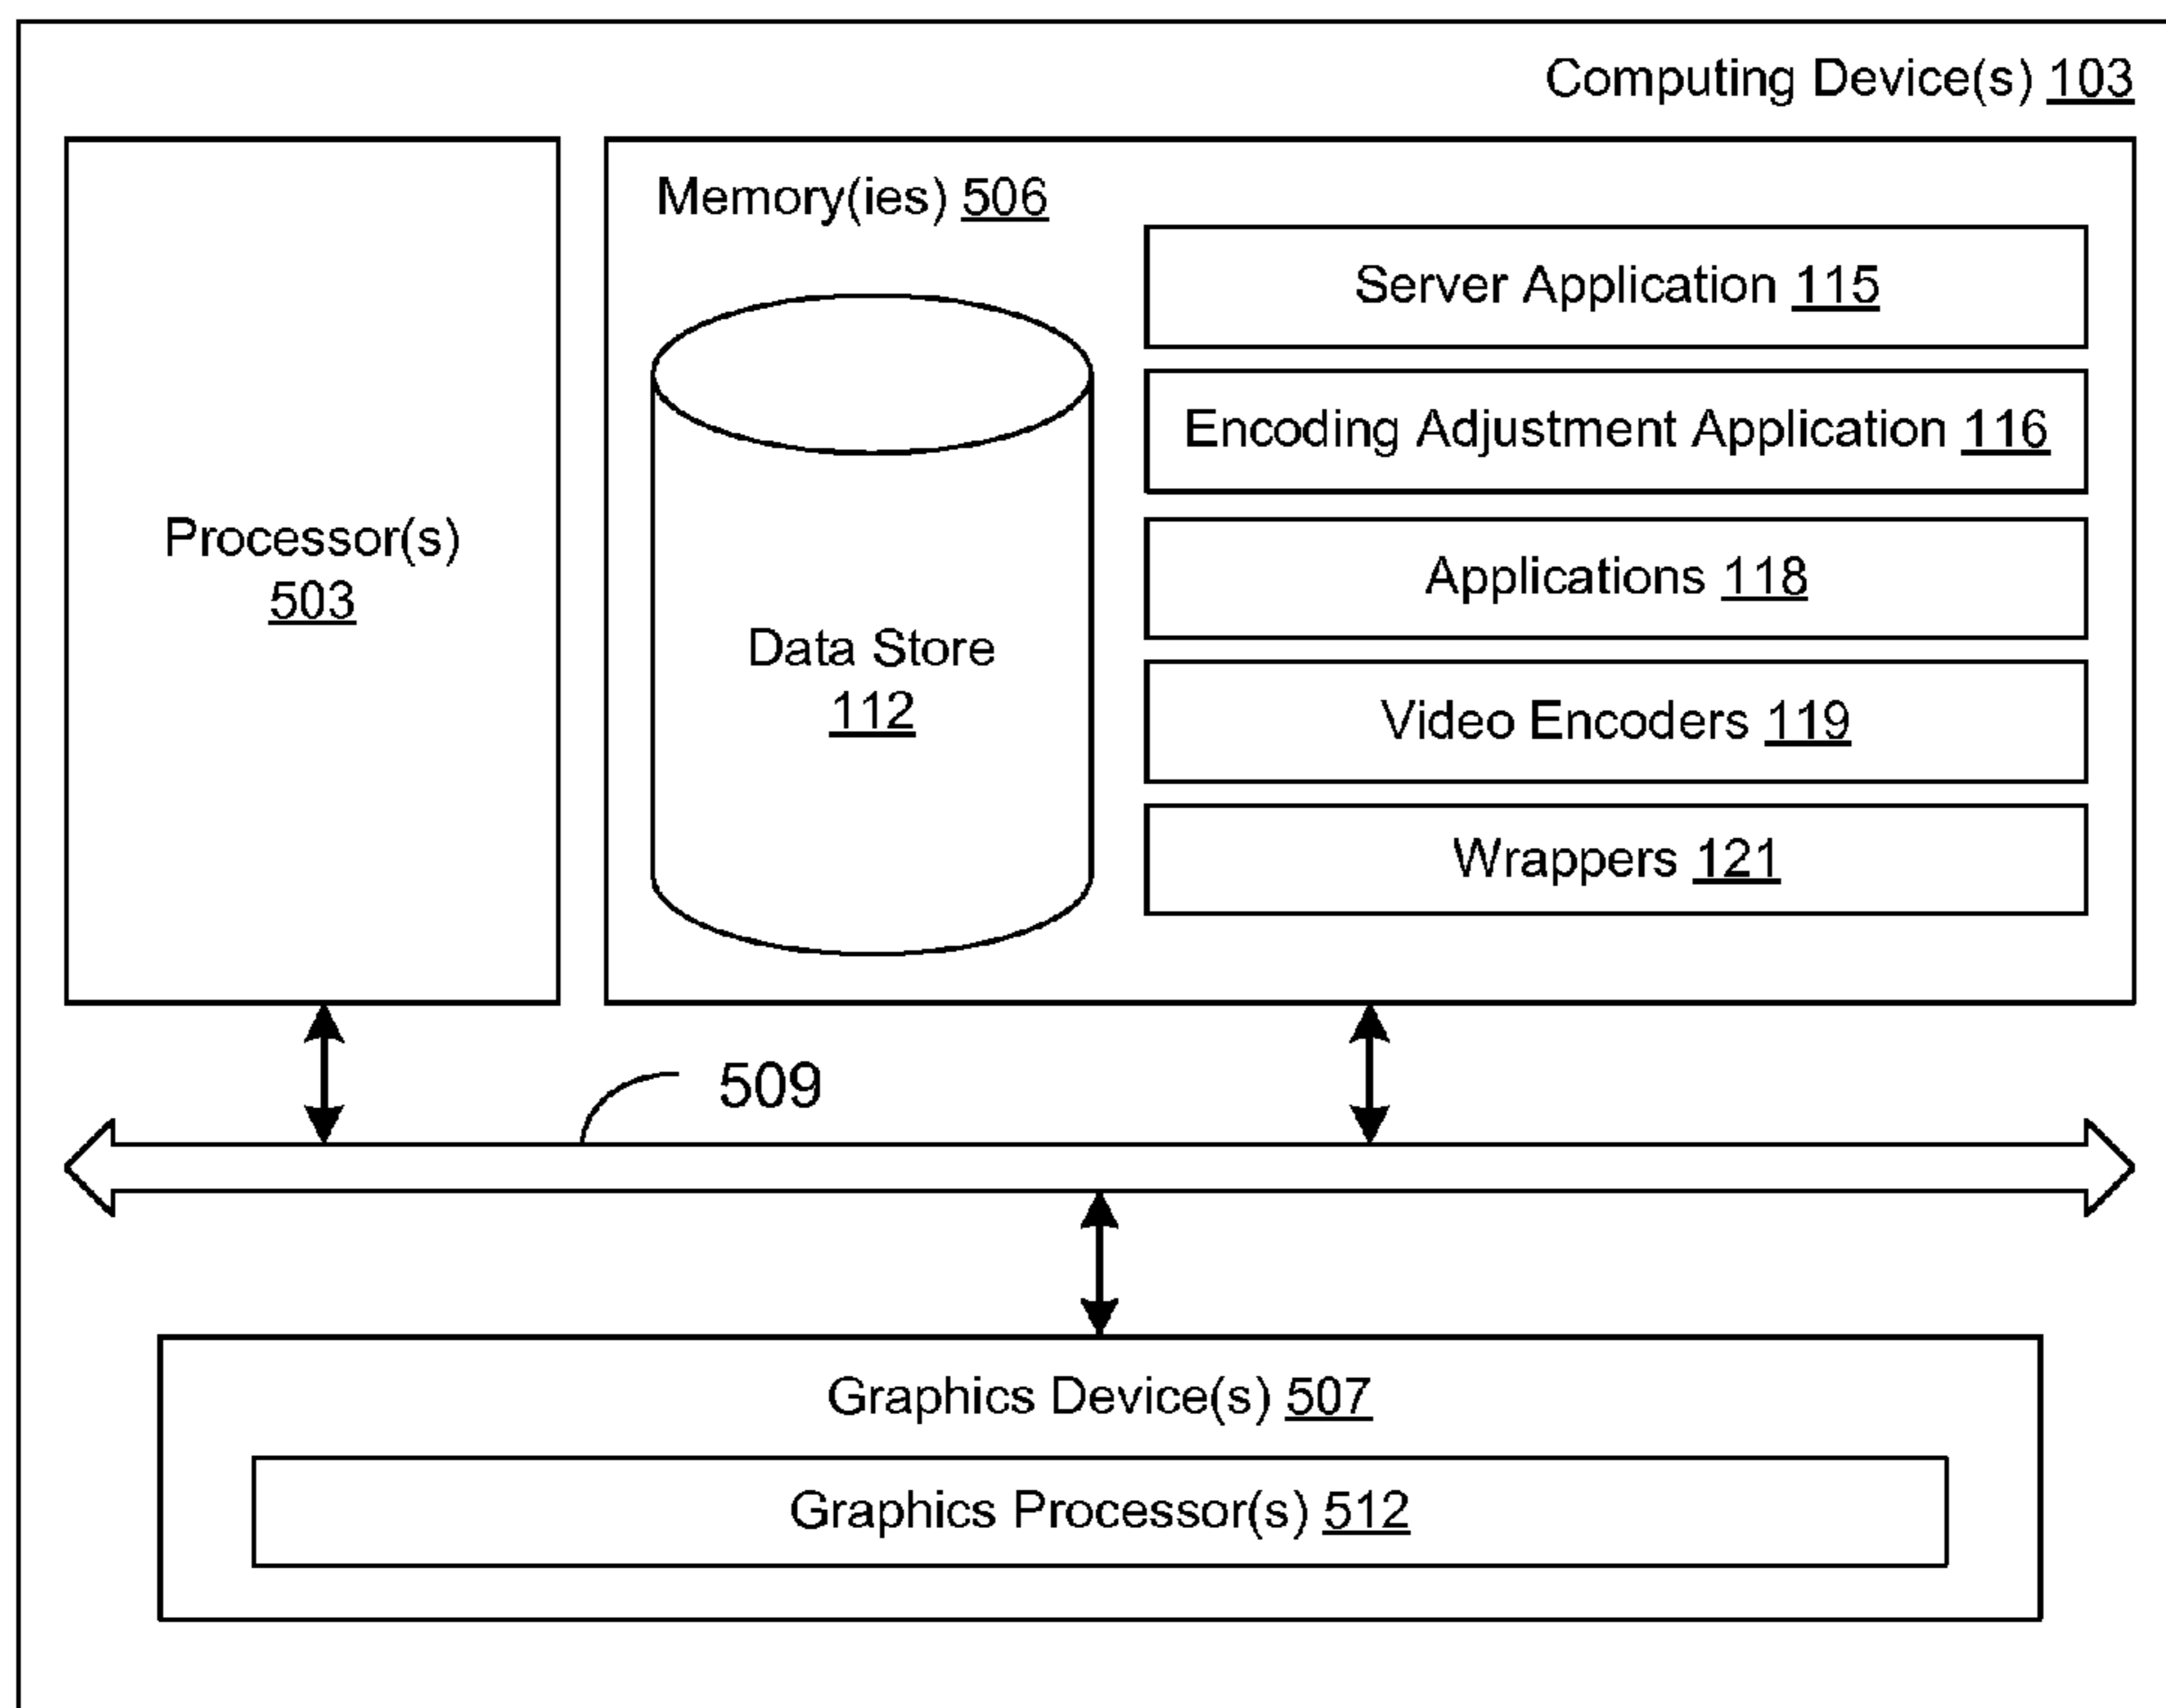 Computing Device(s) 103
Processor(s)
503
Memory(ies) 506
Data Store
112
Server Application 115
Encoding Adjustment Application 116
Applications 118
Video Encoders 119
Wrappers 121
509
Graphics Device(s) 507
Graphics Processor(s) 512